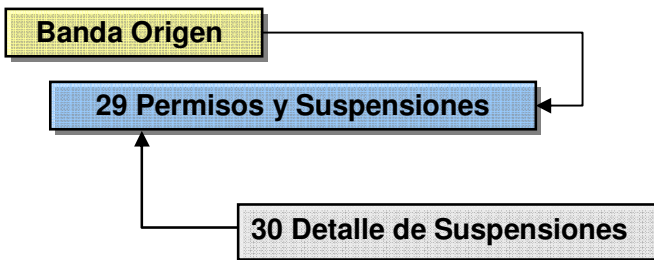 Banda Origen
29 Permisos y Suspensiones
30 Detalle de Suspensiones